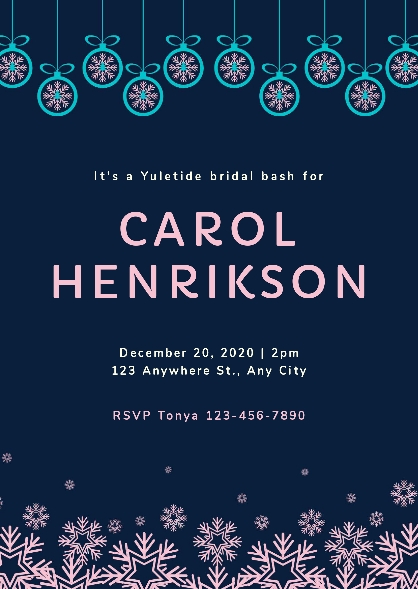 It's a Yuletide bridal bash for
CAROL
HENRIKSON
December 20, 2020 | 2pm
123 Anywhere St., Any City
RSVP Tonya 123-456-7890